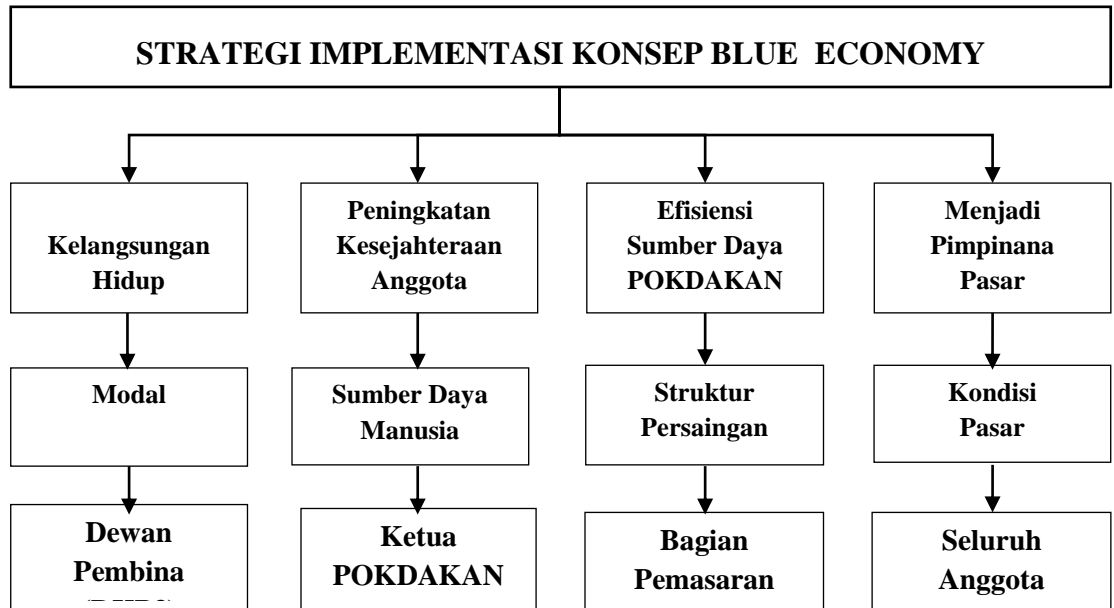 STRATEGI IMPLEMENTASI KONSEP BLUE ECONOMY
Kelangsungan
Hidup
Peningkatan
Kesejahteraan
Anggota
Efisiensi
Sumber Daya
POKDAKAN
Menjadi
Pimpinana
Pasar
Modal
Sumber Daya
Manusia
Struktur
Persaingan
Kondisi
Pasar
Dewan
Pembina
Ketua
POKDAKAN
Bagian
Pemasaran
Seluruh
Anggota